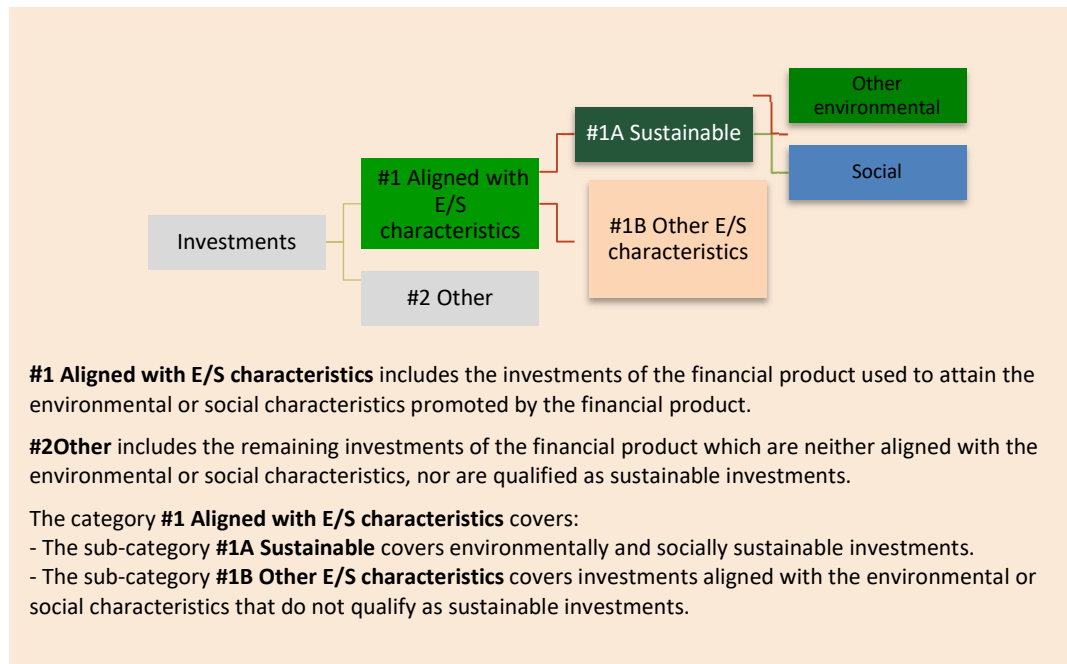 Other
environmental
#1A Sustainable
Social
#1 Aligned with
E/S
characteristics
#1B Other E/S
characteristics
Investments
#2 Other
#1 Aligned with E/S characteristics includes the investments of the financial product used to attain the
environmental or social characteristics promoted by the financial product.
#2Other includes the remaining investments of the financial product which are neither aligned with the
environmental or social characteristics, nor are qualified as sustainable investments.
The category #1 Aligned with E/S characteristics covers:
- The sub-category #1A Sustainable covers environmentally and socially sustainable investments.
- The sub-category #1B Other E/S characteristics covers investments aligned with the environmental or
social characteristics that do not qualify as sustainable investments.